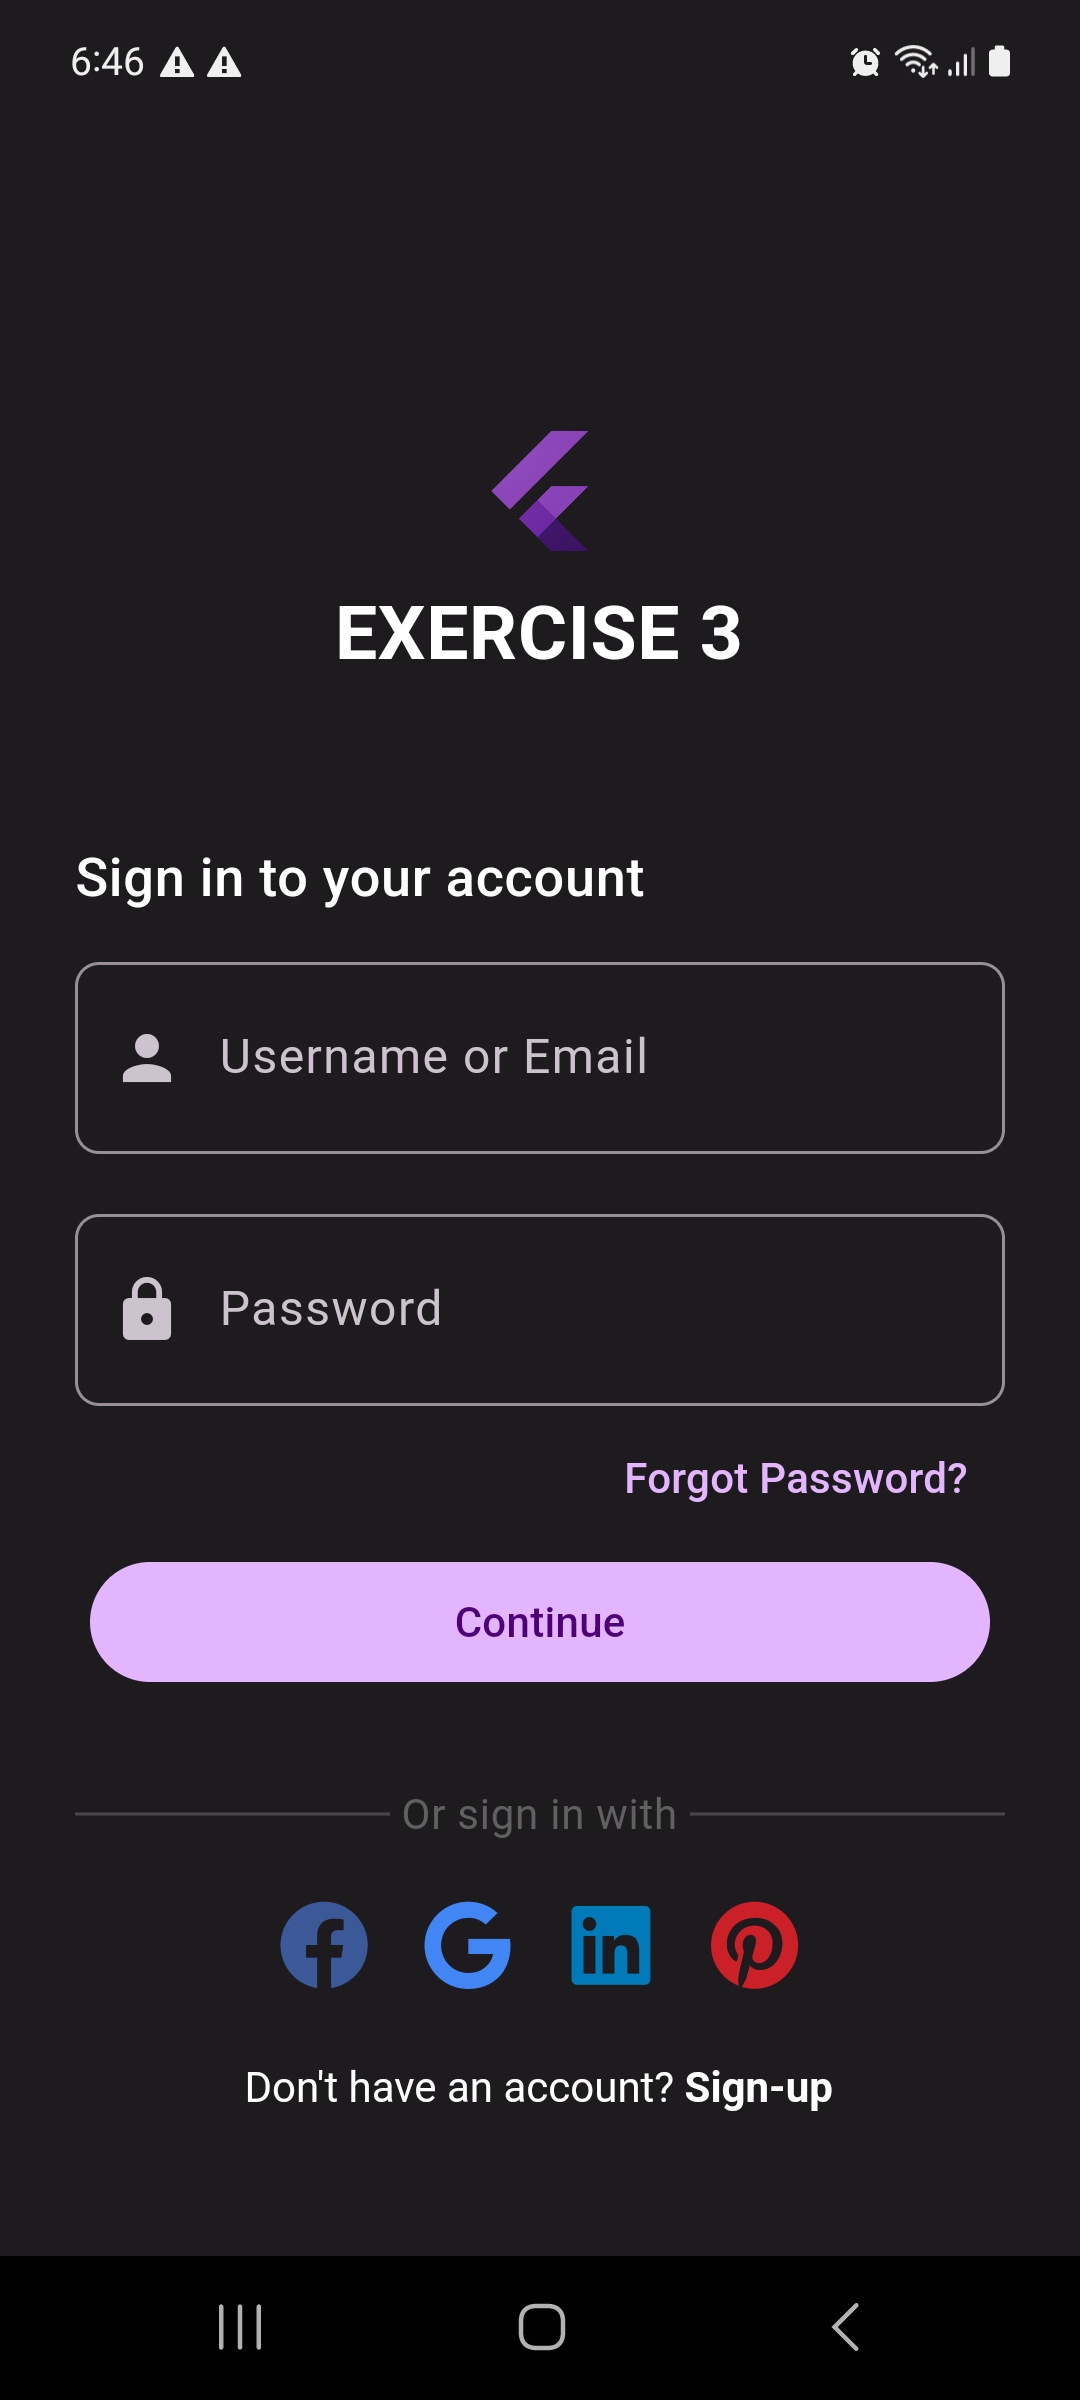 6:46
EXERCISE 3
Sign in to your account
Username or Email
Password
Forgot Password?
Continue
Or sign in with
Don't have an account? Sign-up